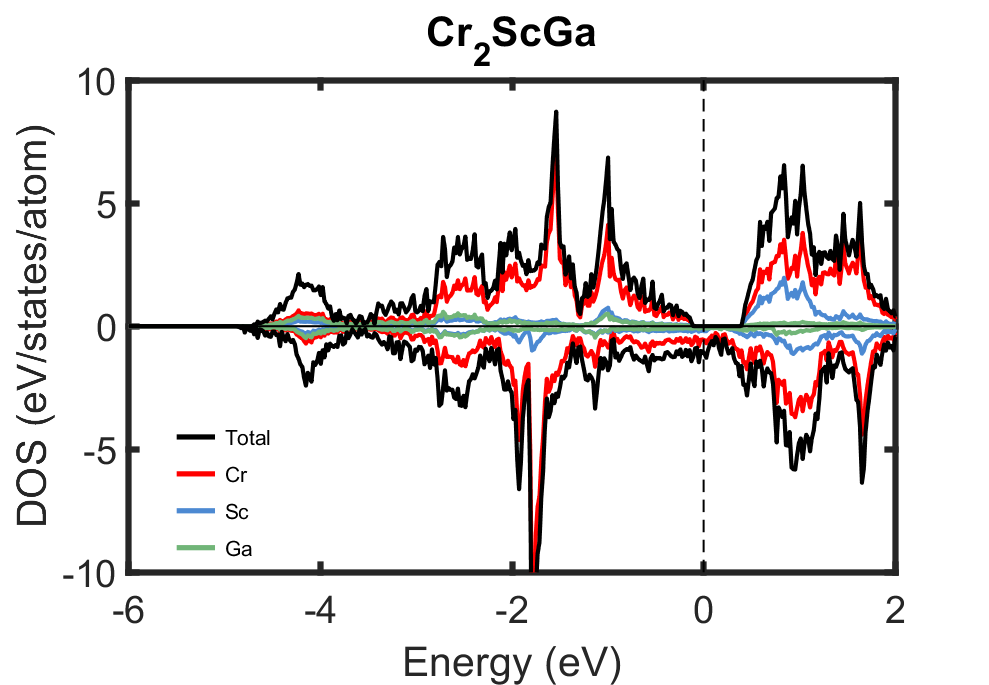 Cr2ScGa
10
5
0
-5
-10
DOS (eV/states/atom)
Total
Cr
Sc
Ga
-6 -4 -2 0 2
Energy (eV)